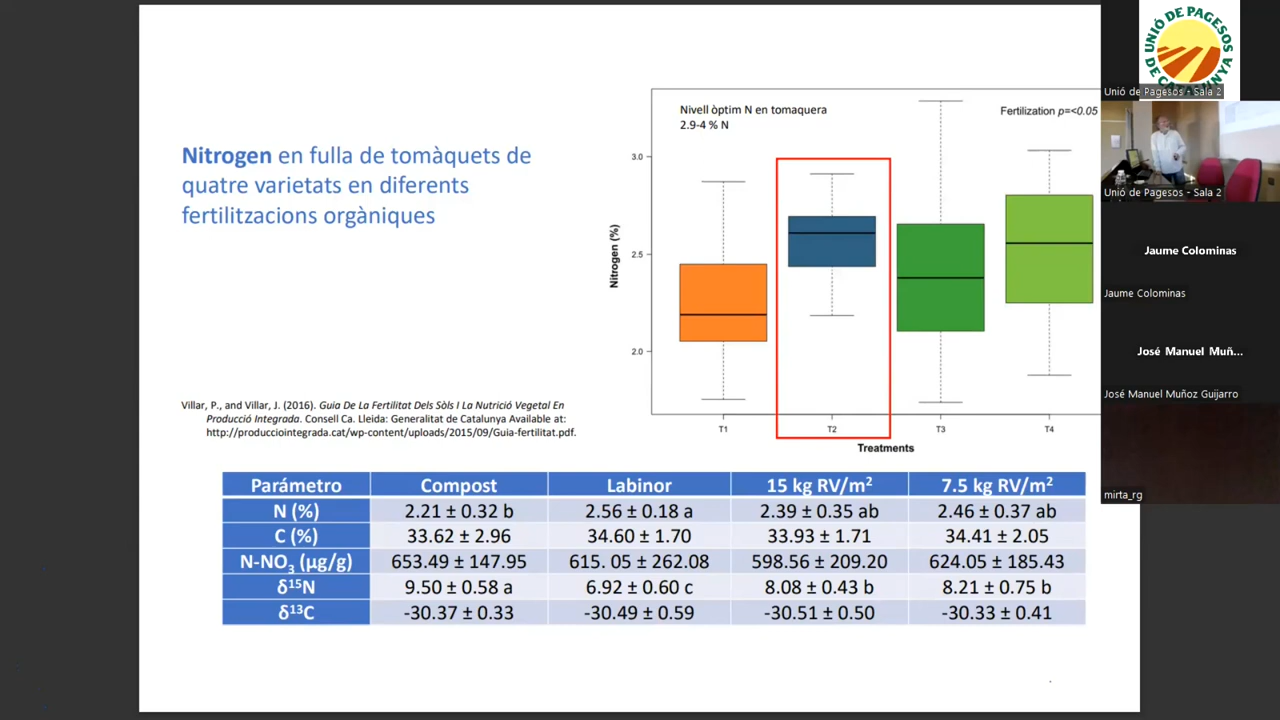 Nitrogen en fulla de tomàquets de
quatre varietats en diferents
fertilitzacions orgàniques
Nivell òptim N en tomaquera
2.9-4 % N
Fertilization p=<0.05
3.0
2.5
2.0
Nitrogen (%)
T1 T2 T3 T4
Treatments
Villar, P., and Villar, J. (2016). Guia De La Fertilitat Dels Sòls I La Nutrició Vegetal En
Producció Integrada. Consell Ca. Lleida: Generalitat de Catalunya Available at:
http://producciointegrada.cat/wp-content/uploads/2015/09/Guia-fertilitat.pdf.
Parámetro Compost Labinor 15 kg RV/m² 7.5 kg RV/m²
N (%) 2.21 ± 0.32 b 2.56 ± 0.18 a 2.39 ± 0.35 ab 2.46 ± 0.37 ab
C (%) 33.62 ± 2.96 34.60 ± 1.70 33.93 ± 1.71 34.41 ± 2.05
N-NO₃ (µg/g) 653.49 ± 147.95 615. 05 ± 262.08 598.56 ± 209.20 624.05 ± 185.43
δ¹⁵N 9.50 ± 0.58 a 6.92 ± 0.60 c 8.08 ± 0.43 b 8.21 ± 0.75 b
δ¹³C -30.37 ± 0.33 -30.49 ± 0.59 -30.51 ± 0.50 -30.33 ± 0.41
UNIÓ DE PAGESOS
DE CATALUNYA
Unió de Pagesos - Sala 2
Unió de Pagesos - Sala 2
Jaume Colominas
Jaume Colominas
José Manuel Muñ...
José Manuel Muñoz Guijarro
mirta_rg